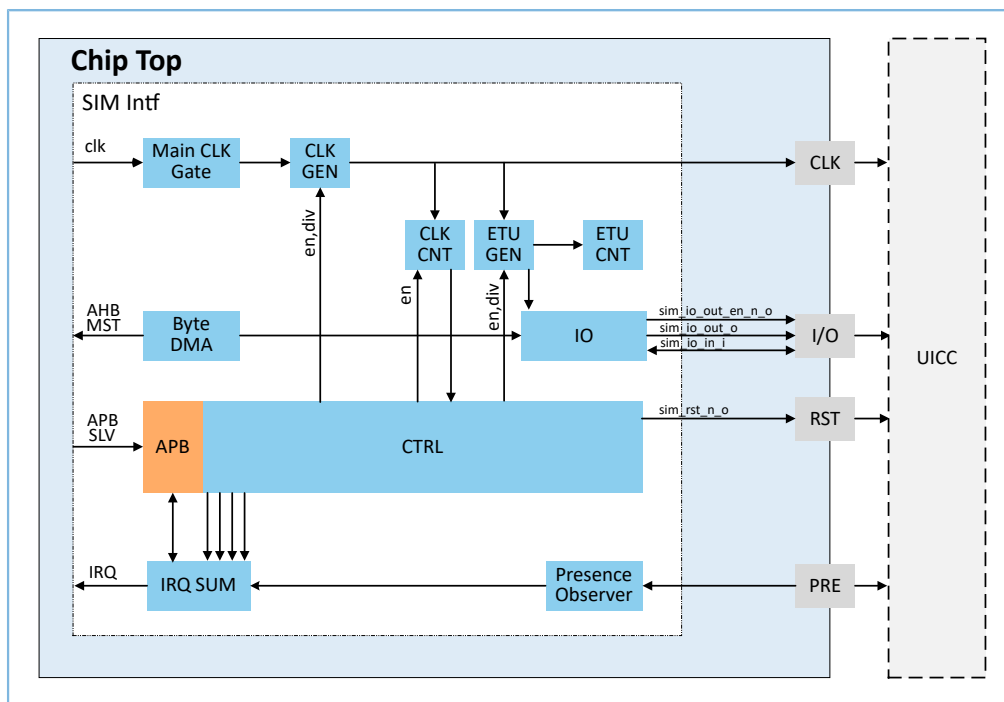 Chip Top
SIM Intf
clk
Main CLK
Gate
CLK
GEN
CLK
en,div
CLK
CNT
ETU
GEN
ETU
CNT
en
en,div
AHB
MST
Byte
DMA
IO
sim_io_out_en_n_o
sim_io_out_o
sim_io_in_i
I/O
UICC
APB
SLV
APB
CTRL
sim_rst_n_o
RST
IRQ
IRQ SUM
Presence
Observer
PRE